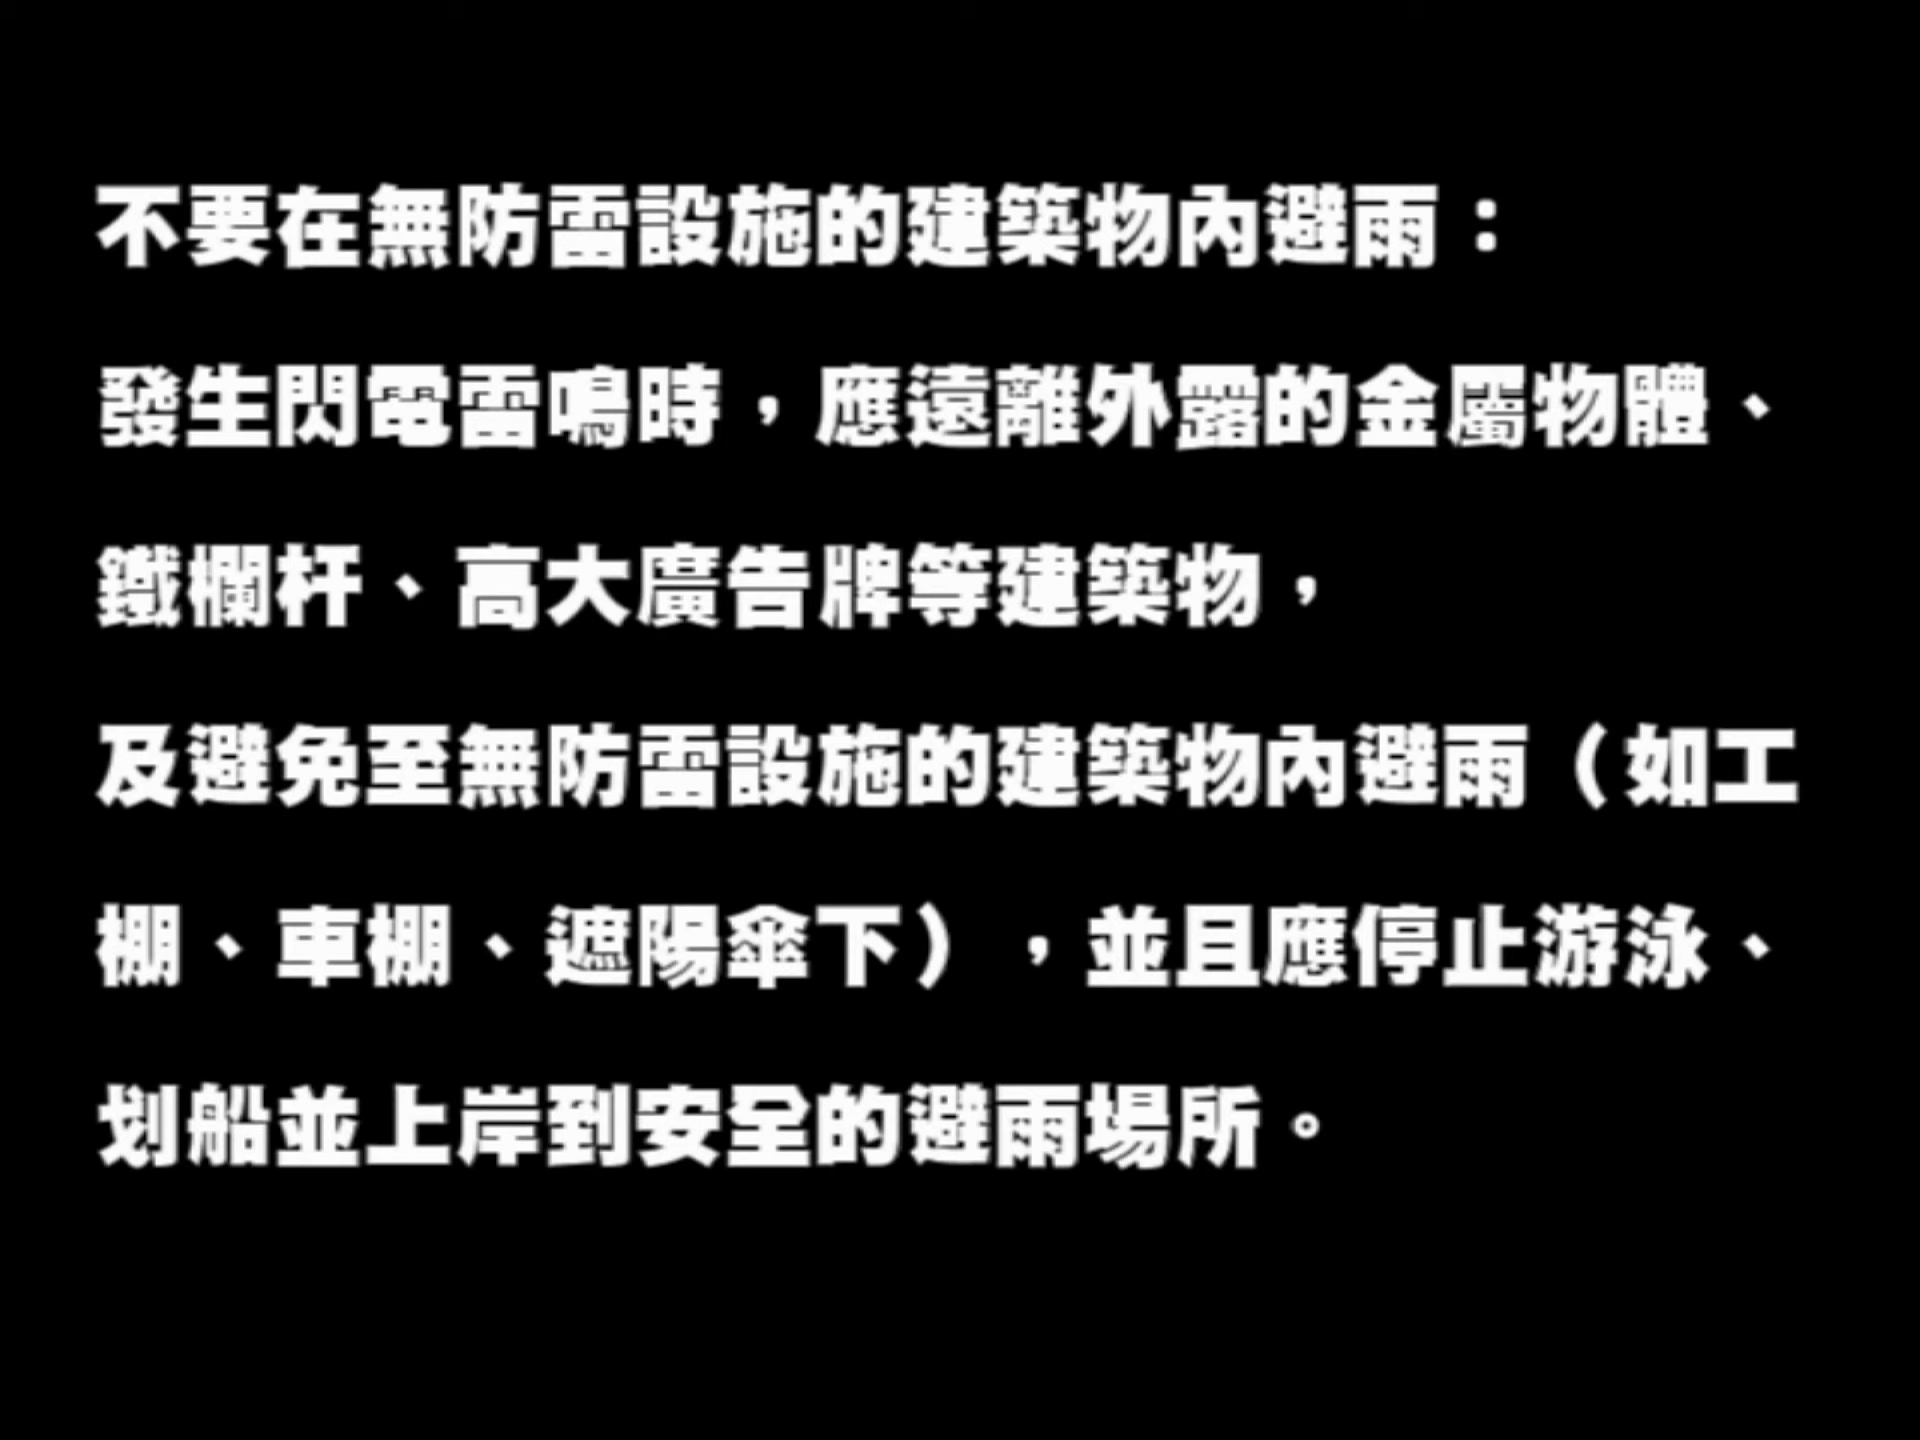 不要在無防雷設施的建築物內避雨：
發生閃電雷鳴時，應遠離外露的金屬物體、
鐵欄杆、高大廣告牌等建築物，
及避免至無防雷設施的建築物內避雨（如工
棚、車棚、遮陽傘下），並且應停止游泳、
划船並上岸到安全的避雨場所。